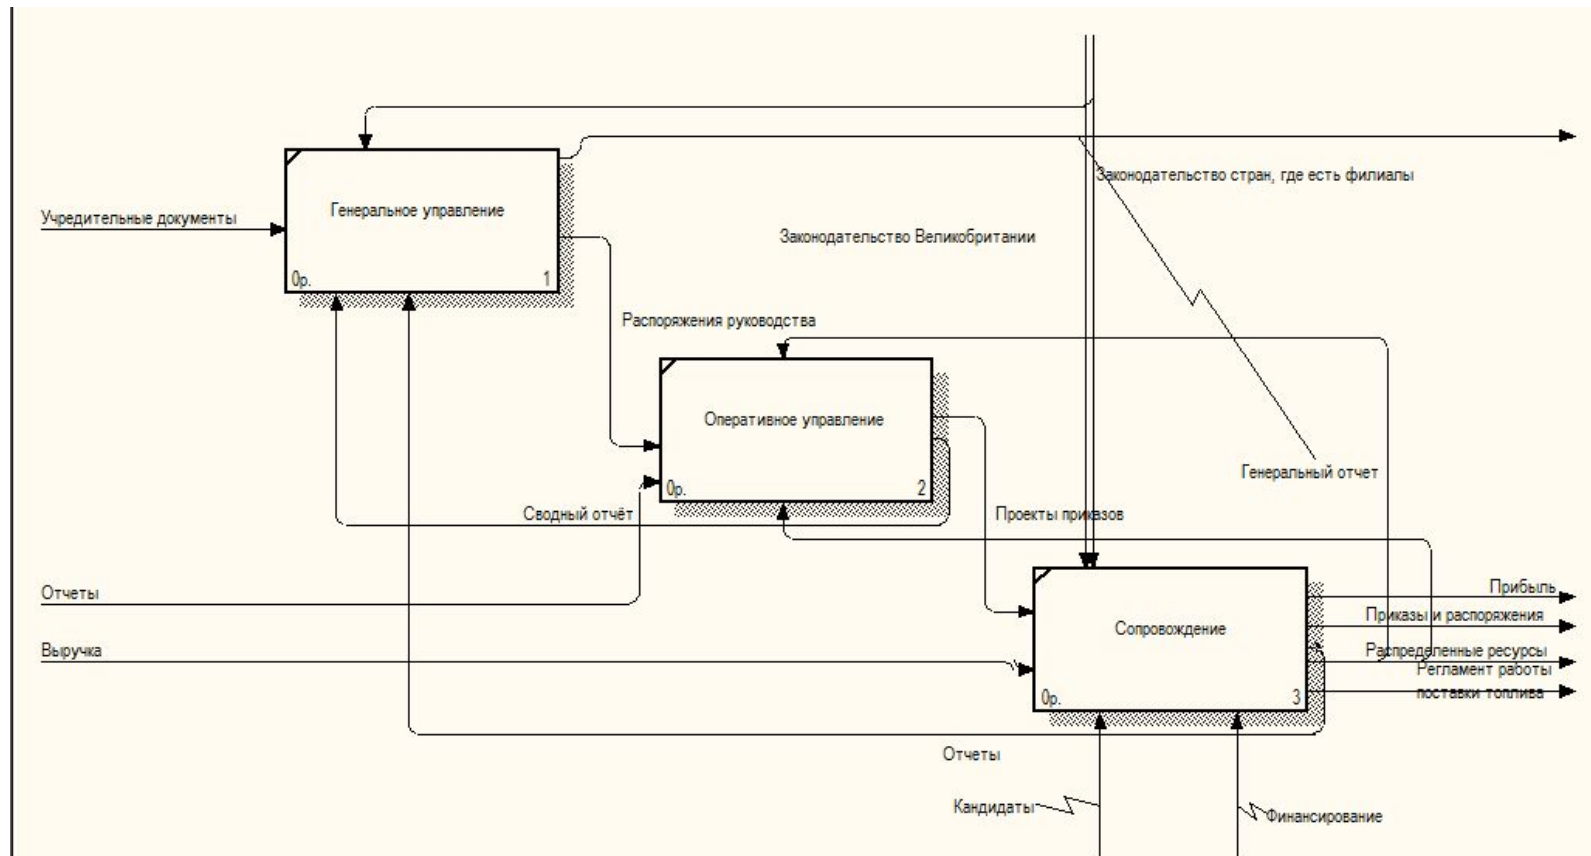 Законодательство стран, где есть филиалы
Учредительные документы
Генеральное управление
0р.
1
Законодательство Великобритании
Распоряжения руководства
Оперативное управление
0р.
2
Генеральный отчет
Сводный отчёт
Проекты приказов
Отчеты
Прибыль
Приказы и распоряжения
Сопровождение
Выручка
Распределенные ресурсы
Регламент работы
поставки топлива
0р.
3
Отчеты
Кандидаты
Финансирование